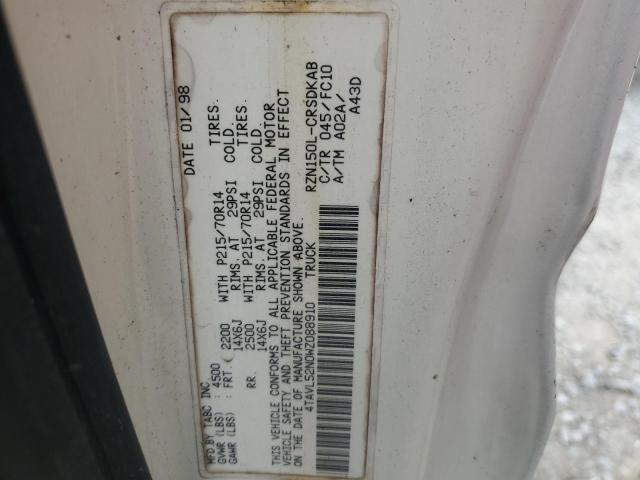 MFD BY TABC INC. DATE 01/98
GVWR (LBS) : 4500
GAWR (LBS) : FRT. ( 2200 WITH P215/70R14 TIRES.
14X6J RIMS. AT 29PSI COLD.
RR. 2500 WITH P215/70R14 TIRES.
14X6J RIMS. AT 29PSI COLD.
THIS VEHICLE CONFORMS TO ALL APPLICABLE FEDERAL MOTOR
VEHICLE SAFETY AND THEFT PREVENTION STANDARDS IN EFFECT
ON THE DATE OF MANUFACTURE SHOWN ABOVE.
4TAVL52N0WZ088910 TRUCK RZN150L-CRSDKAB
C/TR 045/FC10
A/TM A02A/
A43D